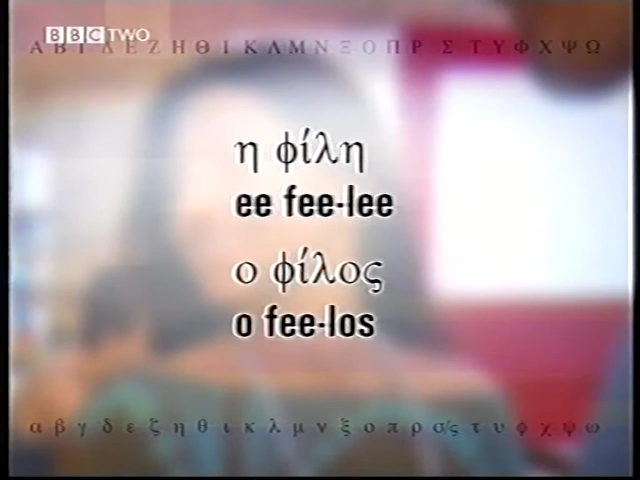 BBC TWO
Α Β Γ Δ Ε Ζ Η Θ Ι Κ Λ Μ Ν Ξ Ο Π Ρ Σ Τ Υ Φ Χ Ψ Ω
η φίλη
ee fee-lee
ο φίλος
o fee-los
α β γ δ ε ζ η θ ι κ λ μ ν ξ ο π ρ σ/ς τ υ φ χ ψ ω